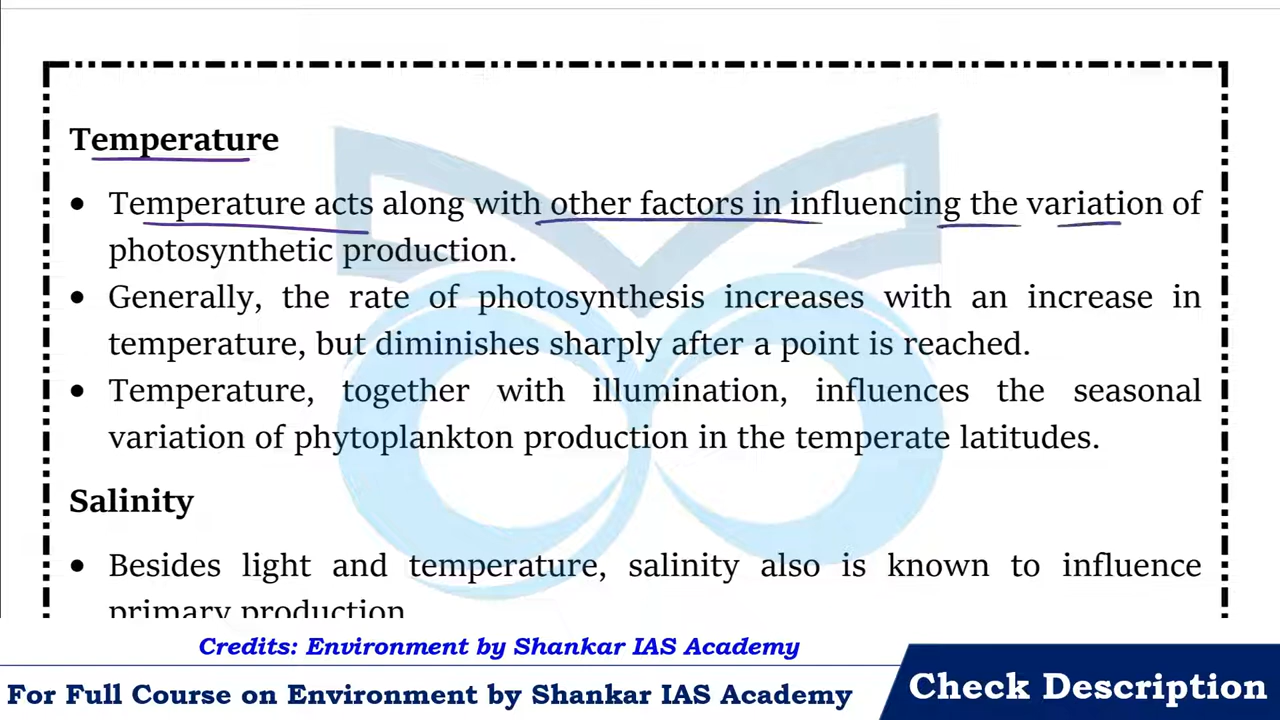 Temperature
• Temperature acts along with other factors in influencing the variation of
photosynthetic production.
• Generally, the rate of photosynthesis increases with an increase in
temperature, but diminishes sharply after a point is reached.
• Temperature, together with illumination, influences the seasonal
variation of phytoplankton production in the temperate latitudes.
Salinity
• Besides light and temperature, salinity also is known to influence
primary production
Credits: Environment by Shankar IAS Academy
For Full Course on Environment by Shankar IAS Academy
Check Description